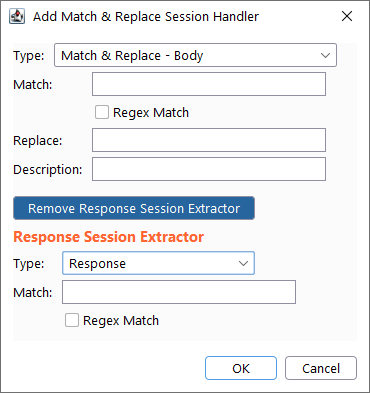 Add Match & Replace Session Handler
Type: Match & Replace - Body
Match:
Regex Match
Replace:
Description:
Remove Response Session Extractor
Response Session Extractor
Type: Response
Match:
Regex Match
OK Cancel